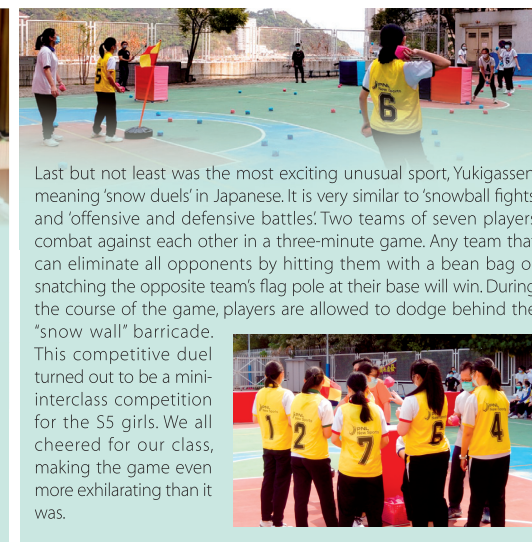 6
Last but not least was the most exciting unusual sport, Yukigassen
meaning ‘snow duels’ in Japanese. It is very similar to ‘snowball fights
and ‘offensive and defensive battles’. Two teams of seven player
combat against each other in a three-minute game. Any team tha
can eliminate all opponents by hitting them with a bean bag o
snatching the opposite team’s flag pole at their base will win. During
the course of the game, players are allowed to dodge behind the
“snow wall” barricade.
This competitive duel
turned out to be a mini-
interclass competition
for the S5 girls. We all
cheered for our class,
making the game even
more exhilarating than it
was.
1
2
7
6
4